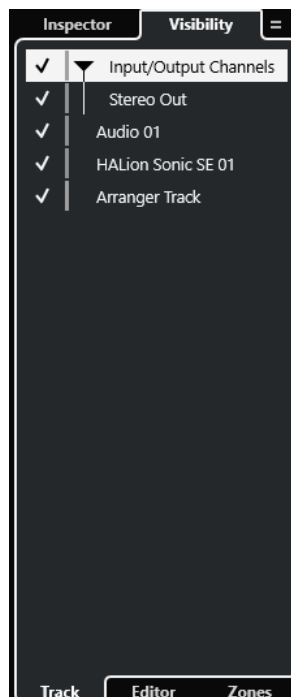 Inspector Visibility
Input/Output Channels
Stereo Out
Audio 01
HALion Sonic SE 01
Arranger Track
Track Editor Zones